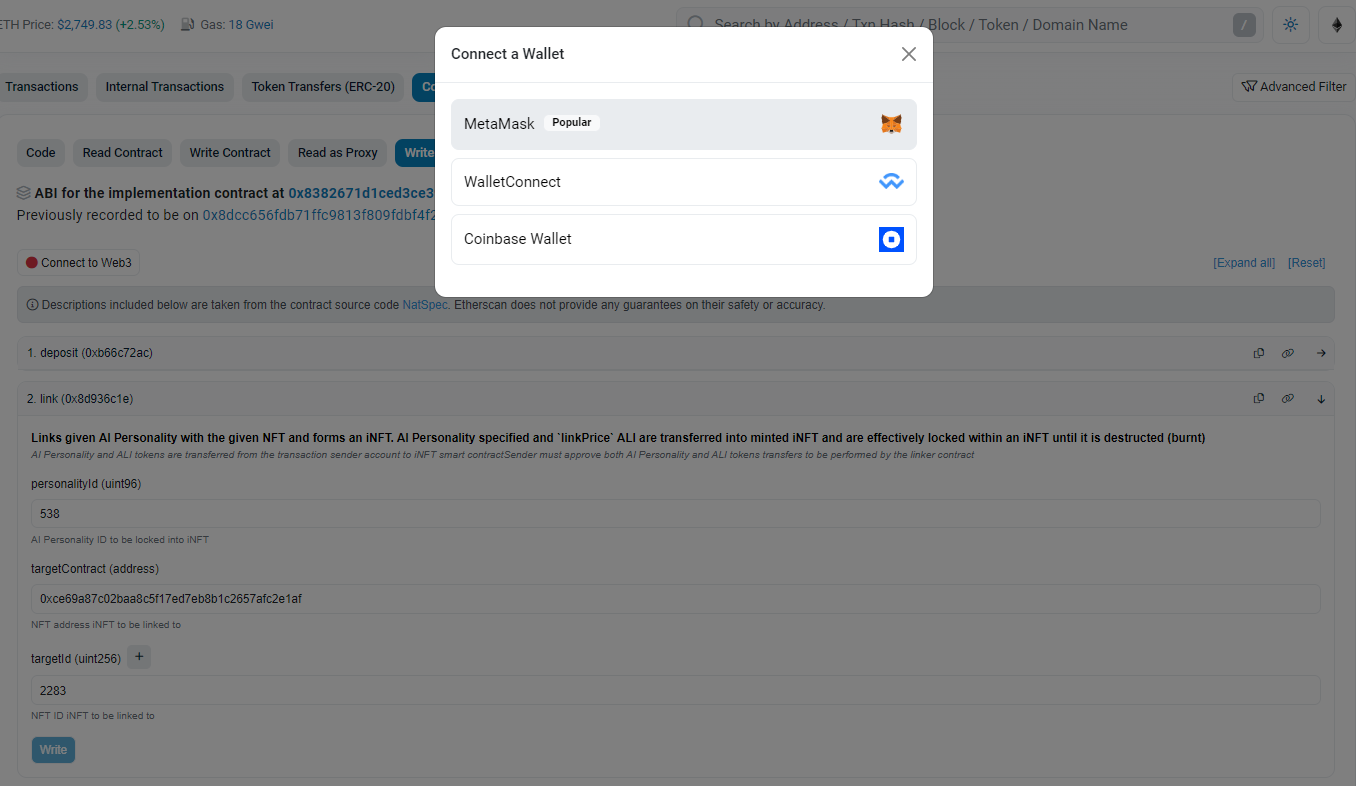 ETH Price: $2,749.83 (+2.53%) Gas: 18 Gwei
Search by Address / Txn Hash / Block / Token / Domain Name /
Connect a Wallet
Transactions Internal Transactions Token Transfers (ERC-20) Co Advanced Filter
MetaMask Popular
WalletConnect
Coinbase Wallet
Code Read Contract Write Contract Read as Proxy Write
ABI for the implementation contract at 0x8382671d1ced3ce3
Previously recorded to be on 0x8dcc656fdb71ffc9813f809fdbf4f2
Connect to Web3 [Expand all] [Reset]
Descriptions included below are taken from the contract source code NatSpec. Etherscan does not provide any guarantees on their safety or accuracy.
1. deposit (0xb66c72ac)
2. link (0x8d936c1e)
Links given AI Personality with the given NFT and forms an iNFT. AI Personality specified and `linkPrice` ALI are transferred into minted iNFT and are effectively locked within an iNFT until it is destructed (burnt)
AI Personality and ALI tokens are transferred from the transaction sender account to iNFT smart contractSender must approve both AI Personality and ALI tokens transfers to be performed by the linker contract
personalityId (uint96)
538
AI Personality ID to be locked into iNFT
targetContract (address)
0xce69a87c02baa8c5f17ed7eb8b1c2657afc2e1af
NFT address iNFT to be linked to
targetId (uint256) +
2283
NFT ID iNFT to be linked to
Write